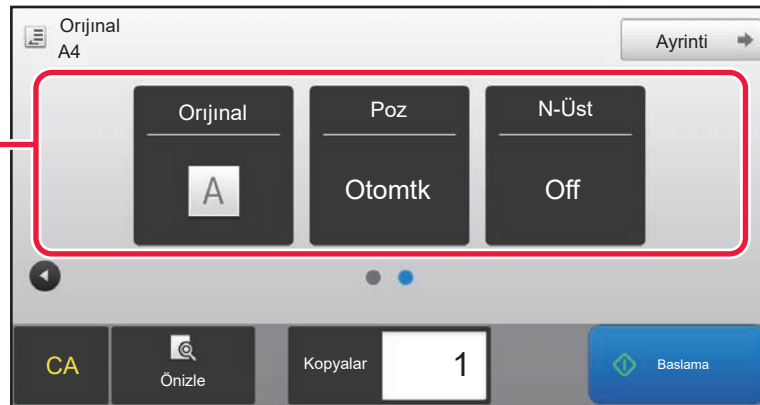 Orıjınal
A4
Ayrinti
Orıjınal
Poz
N-Üst
A
Otomtk
Off
CA
Önizle
Kopyalar
1
Baslama